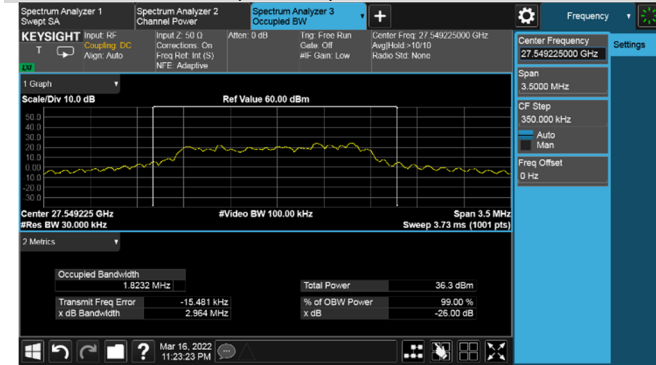 Spectrum Analyzer 1
Swept SA
Spectrum Analyzer 2
Channel Power
Spectrum Analyzer 3
Occupied BW
Frequency
KEYSIGHT
T
Input: RF
Coupling: DC
Align: Auto
Input Z: 50 Ω
Corrections: On
Freq Ref: Int (S)
NFE: Adaptive
Atten: 0 dB
Trig: Free Run
Gate: Off
#IF Gain: Low
Center Freq: 27.549225000 GHz
Avg|Hold:>10/10
Radio Std: None
Center Frequency
27.549225000 GHz
Settings
Span
3.5000 MHz
CF Step
350.000 kHz
Auto
Man
Freq Offset
0 Hz
1 Graph
Scale/Div 10.0 dB
Ref Value 60.00 dBm
50.0
40.0
30.0
20.0
10.0
0.00
-10.0
-20.0
-30.0
Center 27.549225 GHz
#Video BW 100.00 kHz
Span 3.5 MHz
#Res BW 30.000 kHz
Sweep 3.73 ms (1001 pts)
2 Metrics
Occupied Bandwidth
1.8232 MHz
Total Power
36.3 dBm
Transmit Freq Error
-15.481 kHz
% of OBW Power
99.00 %
x dB Bandwidth
2.964 MHz
x dB
-26.00 dB
?
Mar 16, 2022
11:23:23 PM